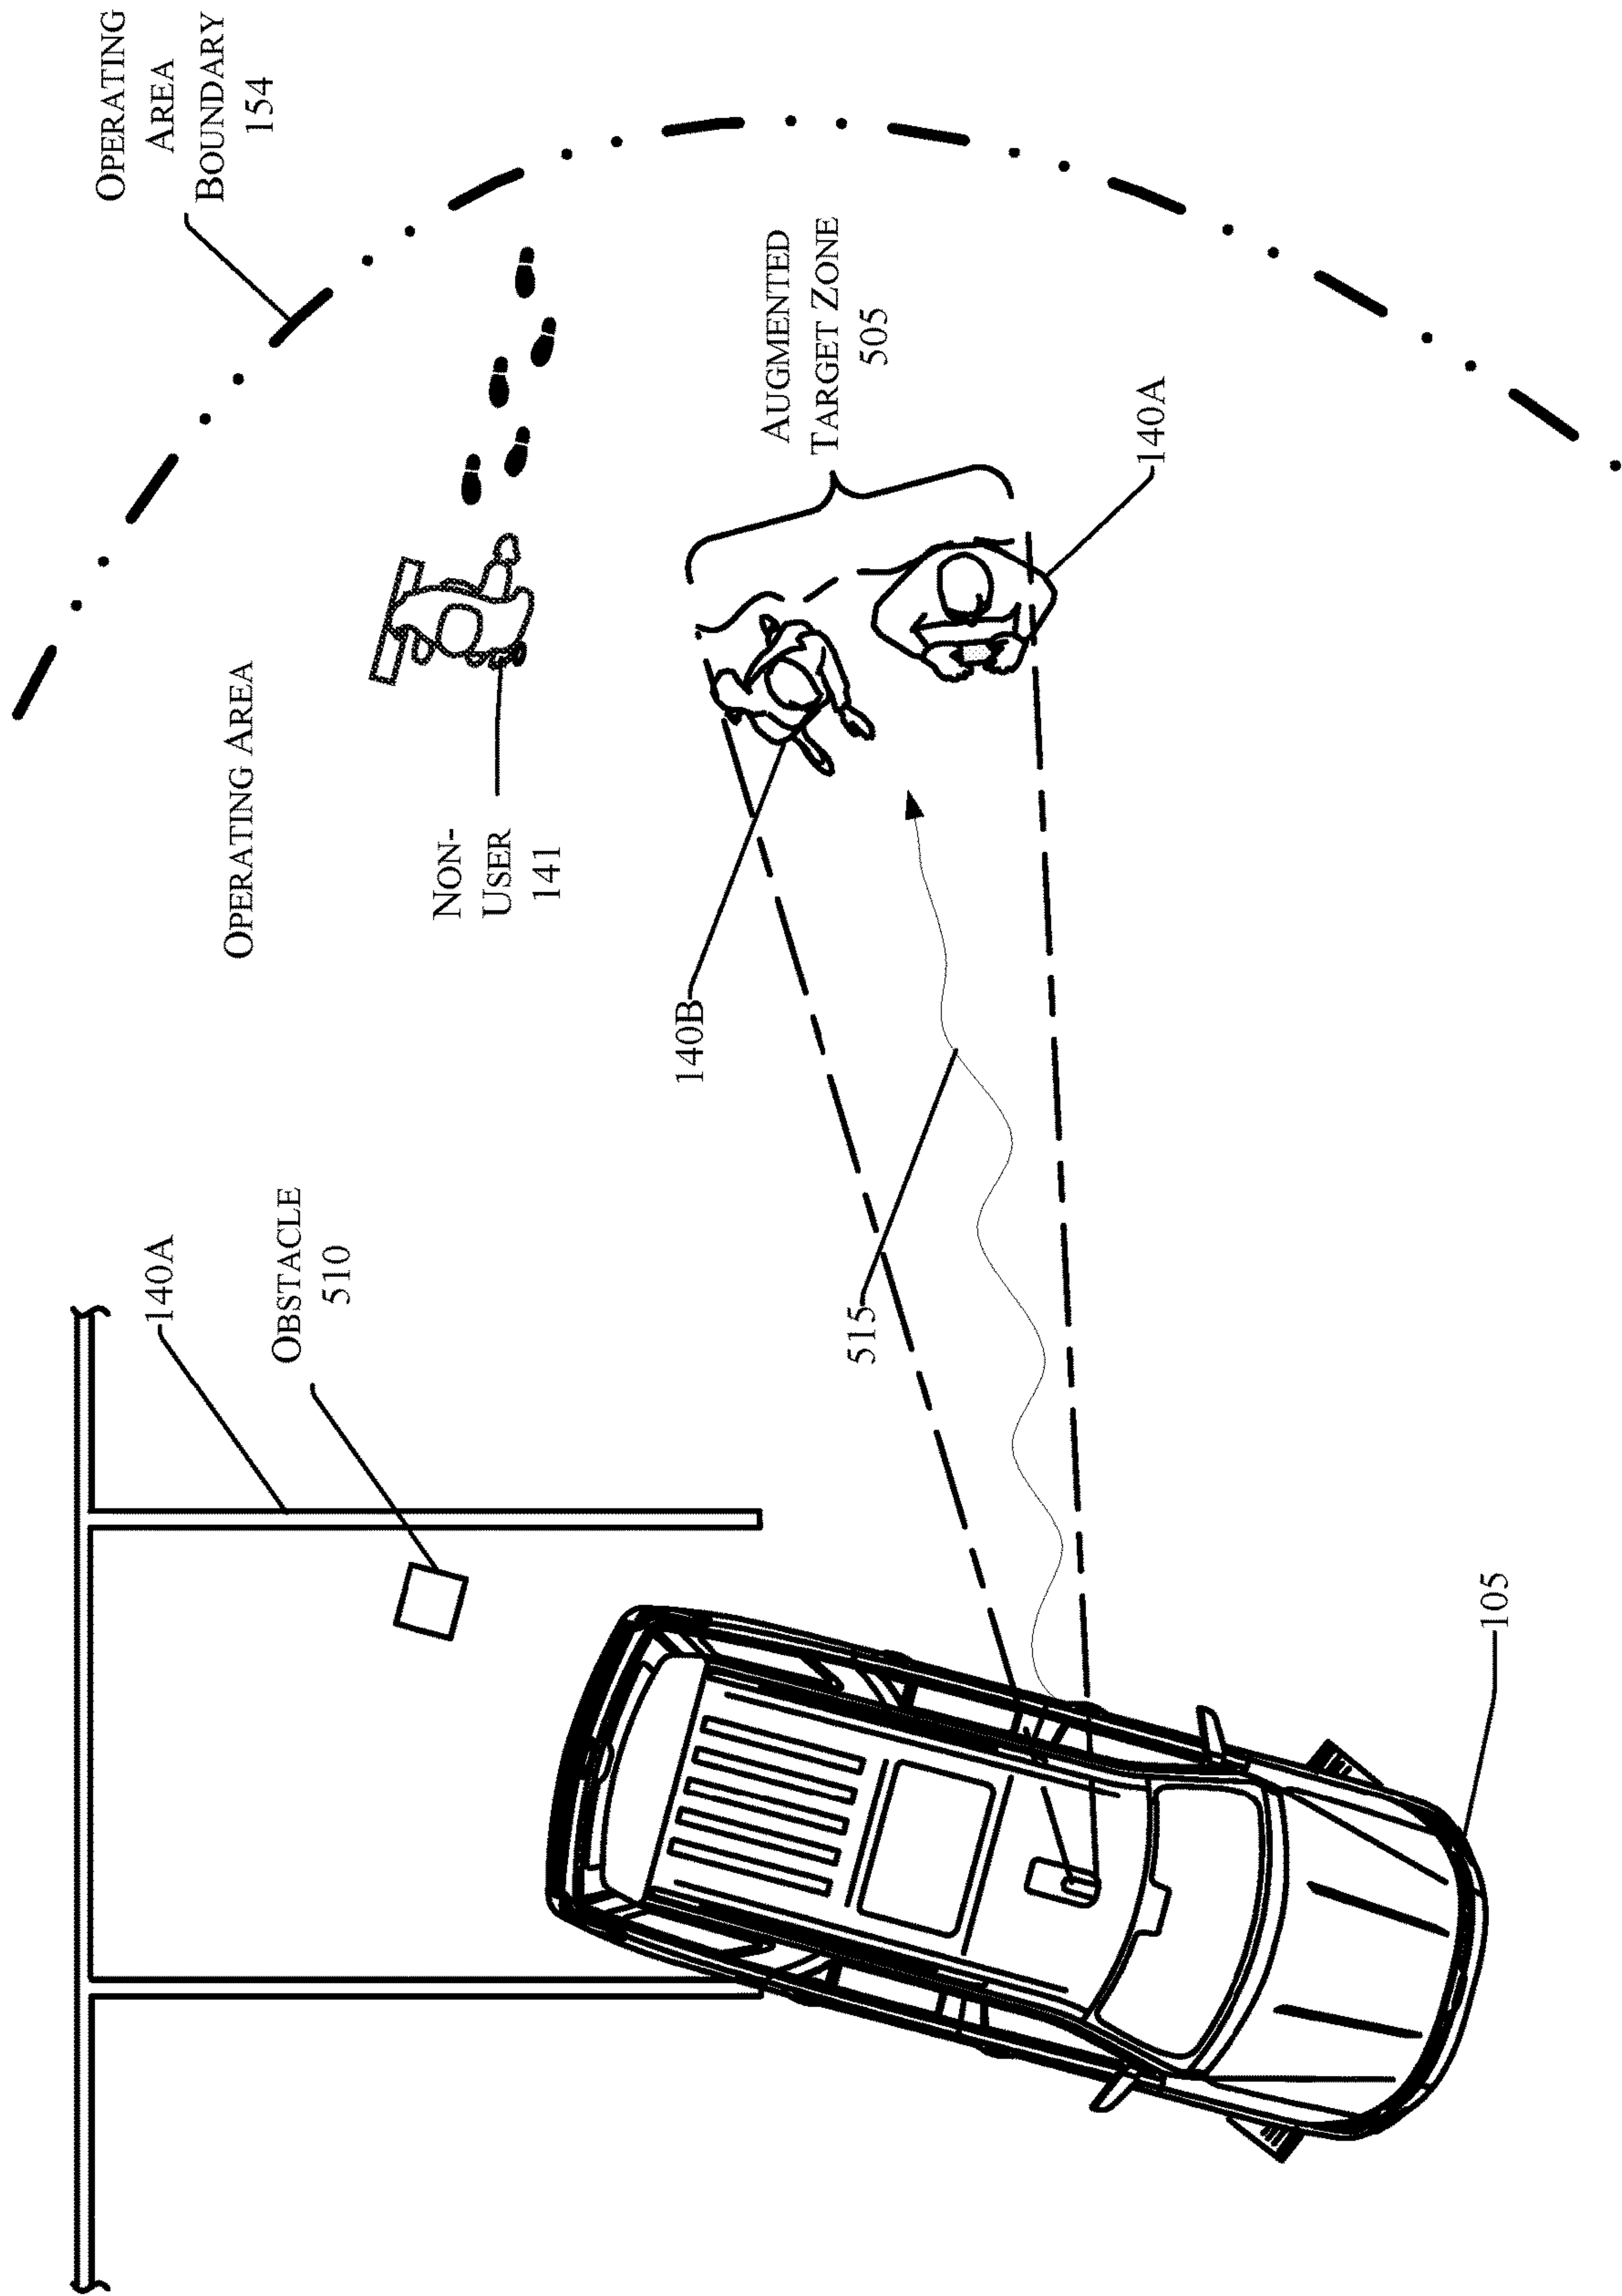 OPERATING
AREA
BOUNDARY
154
OPERATING AREA
NON-
USER
141
AUGMENTED
TARGET ZONE
505
140A
140B
140A
OBSTACLE
510
515
105